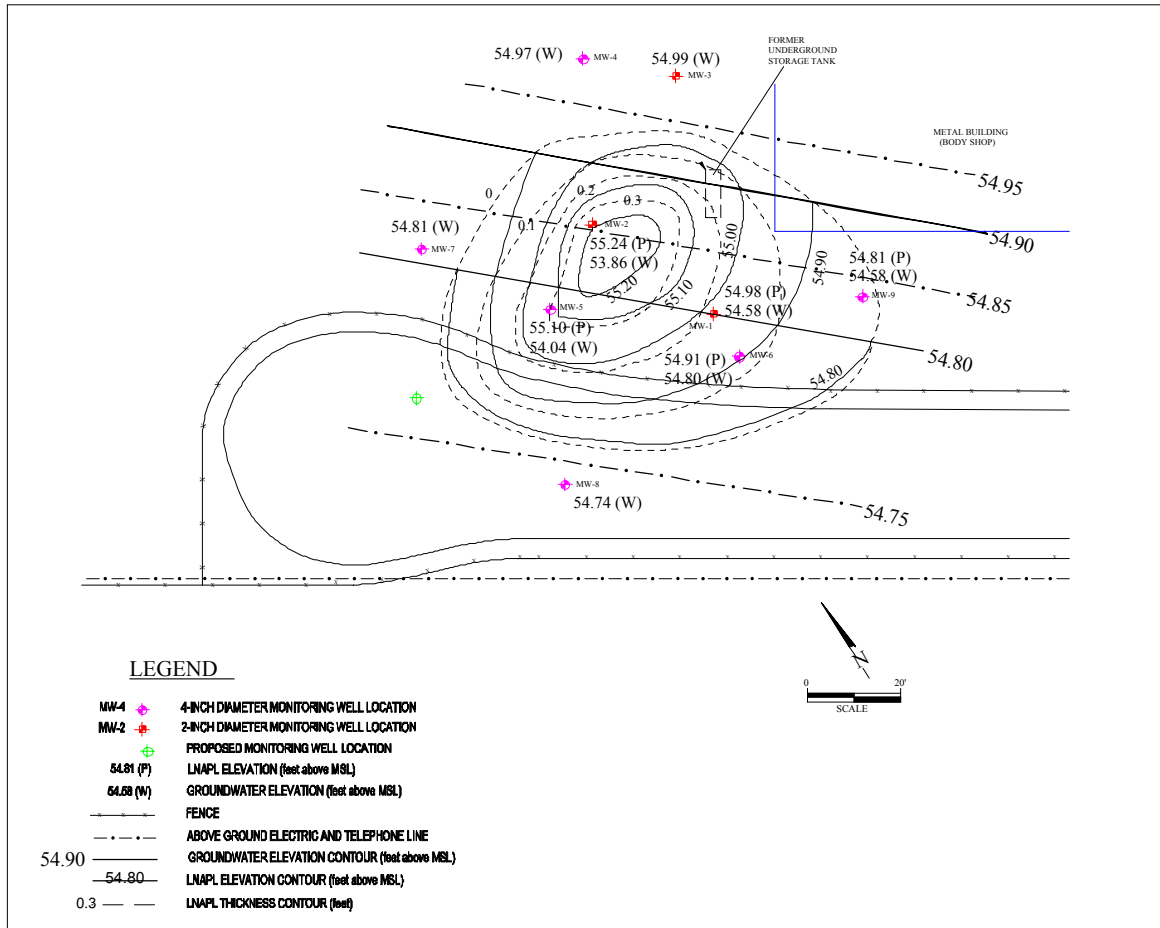 FORMER
UNDERGROUND
STORAGE TANK
54.97 (W)
MW-4
54.99 (W)
MW-3
METAL BUILDING
(BODY SHOP)
54.95
0
0.2
0.3
0.1
54.81 (W)
MW-7
MW-2
55.24 (P)
53.86 (W)
55.00
54.90
54.90
54.81 (P)
54.58 (W)
MW-9
55.20
55.10
54.98 (P)
54.58 (W)
MW-1
54.85
MW-5
55.10 (P)
54.04 (W)
54.91 (P)
54.80 (W)
MW-6
54.80
54.80
MW-8
54.74 (W)
54.75
N
0 20'
SCALE
LEGEND
MW-4 4-INCH DIAMETER MONITORING WELL LOCATION
MW-2 2-INCH DIAMETER MONITORING WELL LOCATION
PROPOSED MONITORING WELL LOCATION
54.81 (P) LNAPL ELEVATION (feet above MSL)
54.58 (W) GROUNDWATER ELEVATION (feet above MSL)
FENCE
ABOVE GROUND ELECTRIC AND TELEPHONE LINE
54.90 GROUNDWATER ELEVATION CONTOUR (feet above MSL)
54.80 LNAPL ELEVATION CONTOUR (feet above MSL)
0.3 LNAPL THICKNESS CONTOUR (feet)